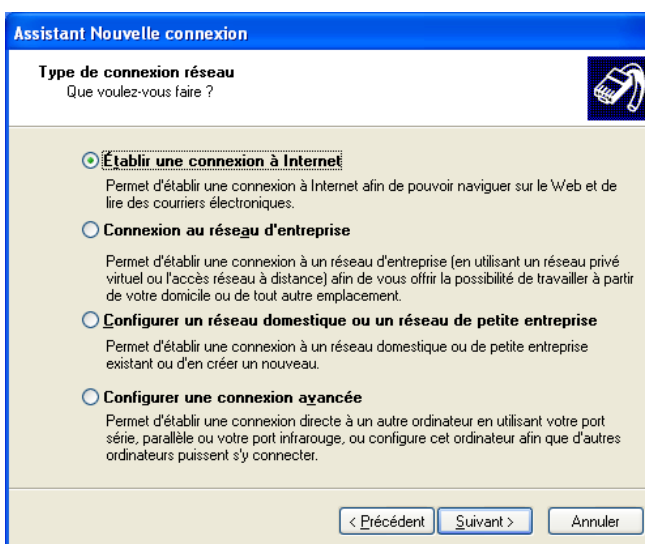 Assistant Nouvelle connexion
Type de connexion réseau
Que voulez-vous faire ?
Établir une connexion à Internet
Permet d'établir une connexion à Internet afin de pouvoir naviguer sur le Web et de
lire des courriers électroniques.
Connexion au réseau d'entreprise
Permet d'établir une connexion à un réseau d'entreprise (en utilisant un réseau privé
virtuel ou l'accès réseau à distance) afin de vous offrir la possibilité de travailler à partir
de votre domicile ou de tout autre emplacement.
Configurer un réseau domestique ou un réseau de petite entreprise
Permet d'établir une connexion à un réseau domestique ou de petite entreprise
existant ou d'en créer un nouveau.
Configurer une connexion avancée
Permet d'établir une connexion directe à un autre ordinateur en utilisant votre port
série, parallèle ou votre port infrarouge, ou configure cet ordinateur afin que d'autres
ordinateurs puissent s'y connecter.
< Précédent Suivant > Annuler